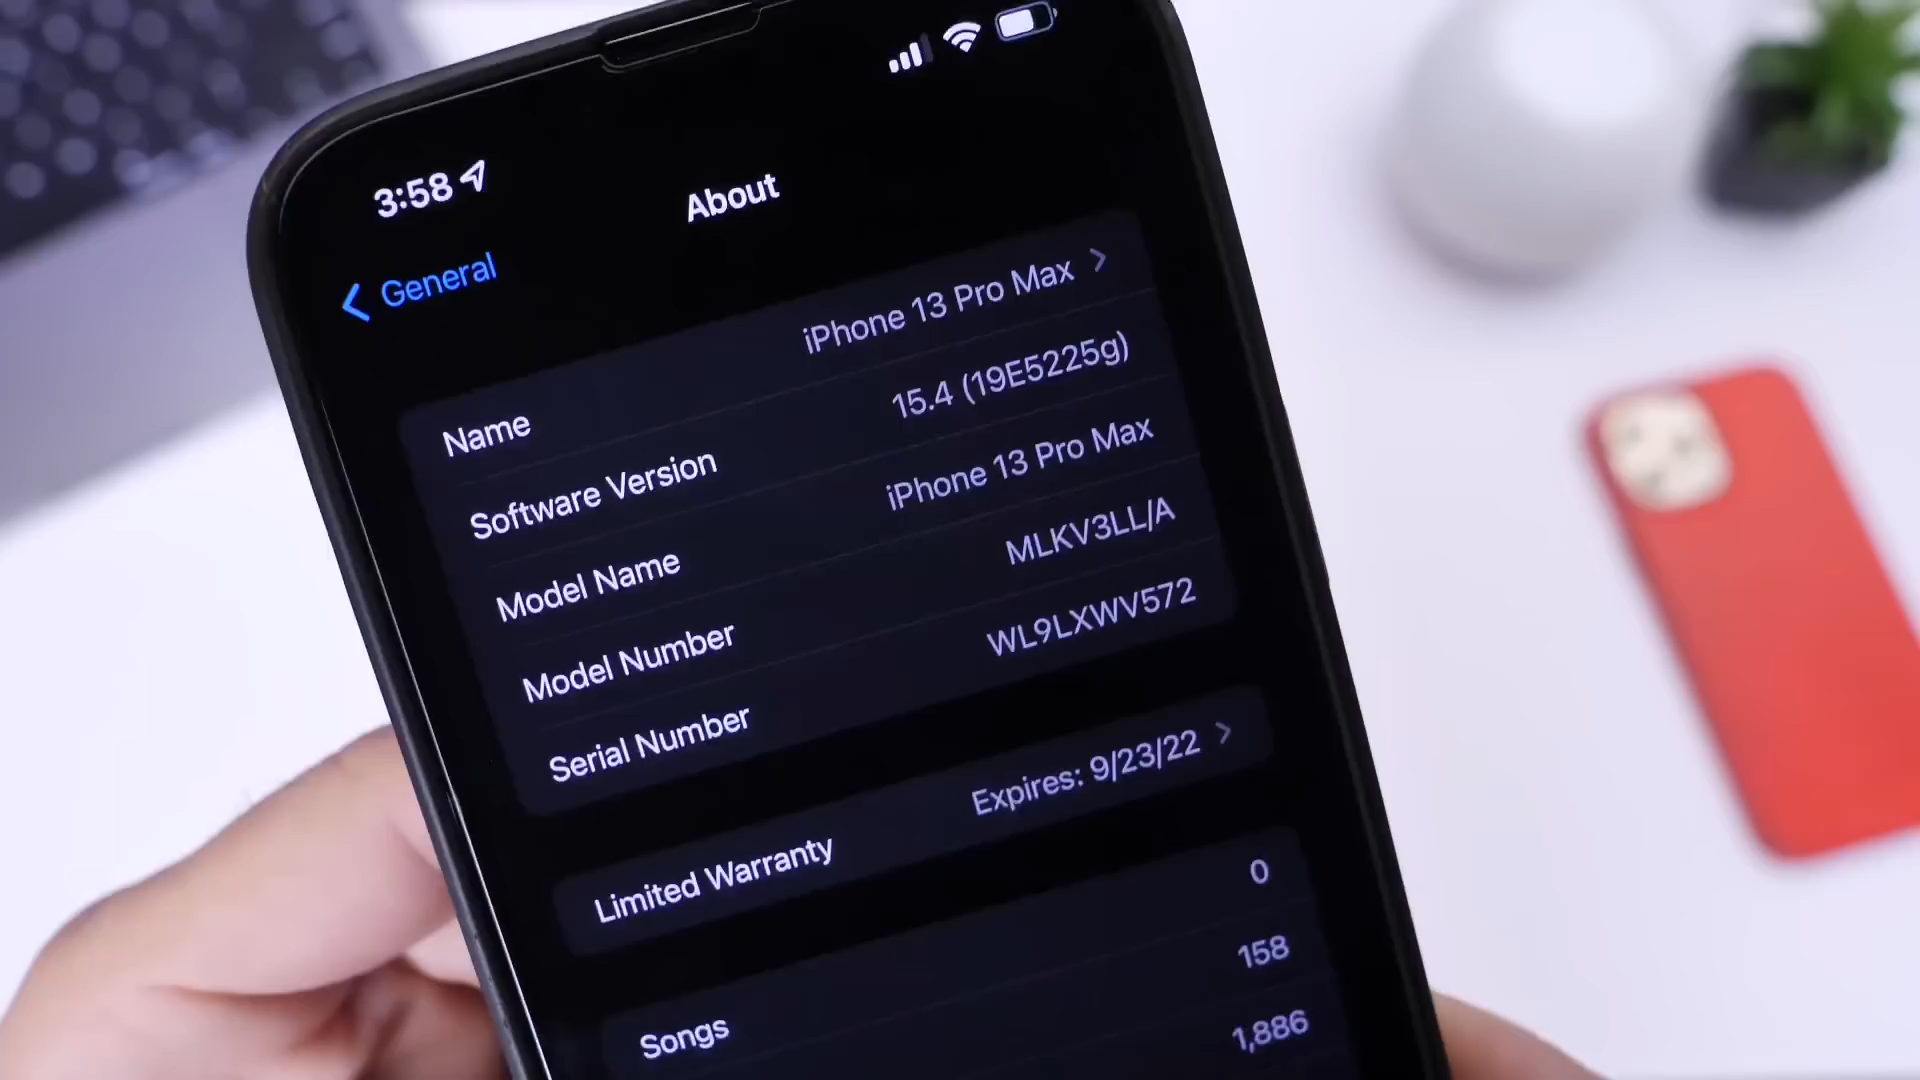 3:58
General
About
Name iPhone 13 Pro Max
Software Version 15.4 (19E5225g)
Model Name iPhone 13 Pro Max
Model Number MLKV3LL/A
Serial Number WL9LXWV572
Limited Warranty Expires: 9/23/22
Songs 0
158
1,886